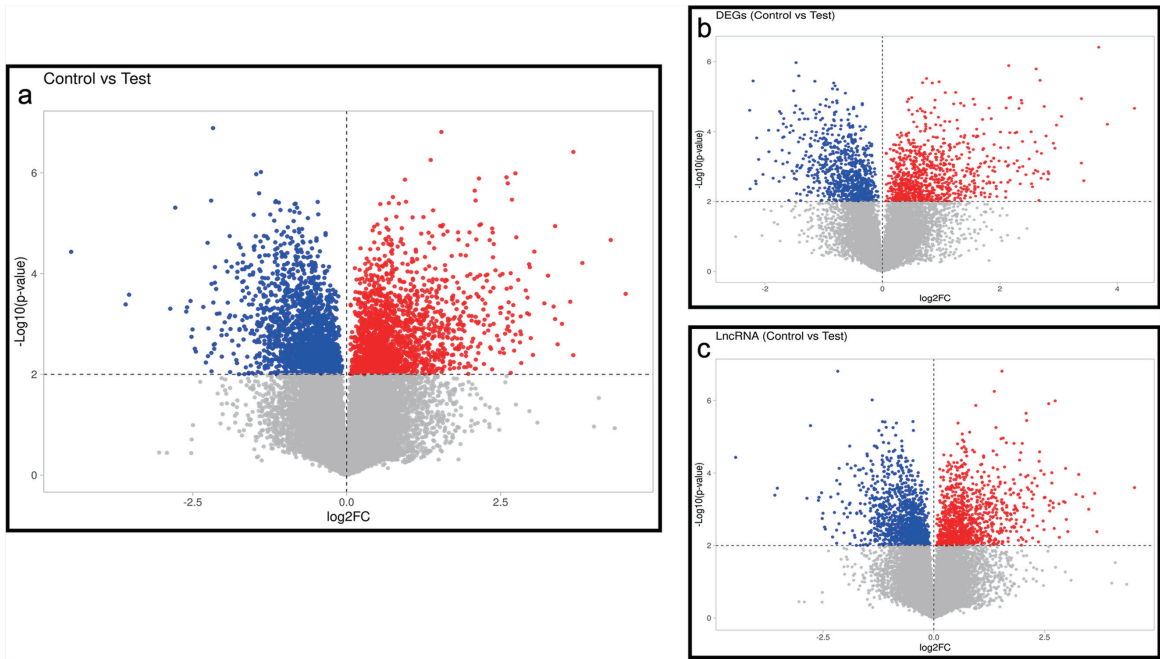 a
Control vs Test
-Log10(p-value)
6
4
2
0
-2.5
0.0
2.5
log2FC
b
DEGs (Control vs Test)
-Log10(p-value)
6
4
2
0
-2
0
2
4
log2FC
c
LncRNA (Control vs Test)
-Log10(p-value)
6
4
2
0
-2.5
0.0
2.5
log2FC